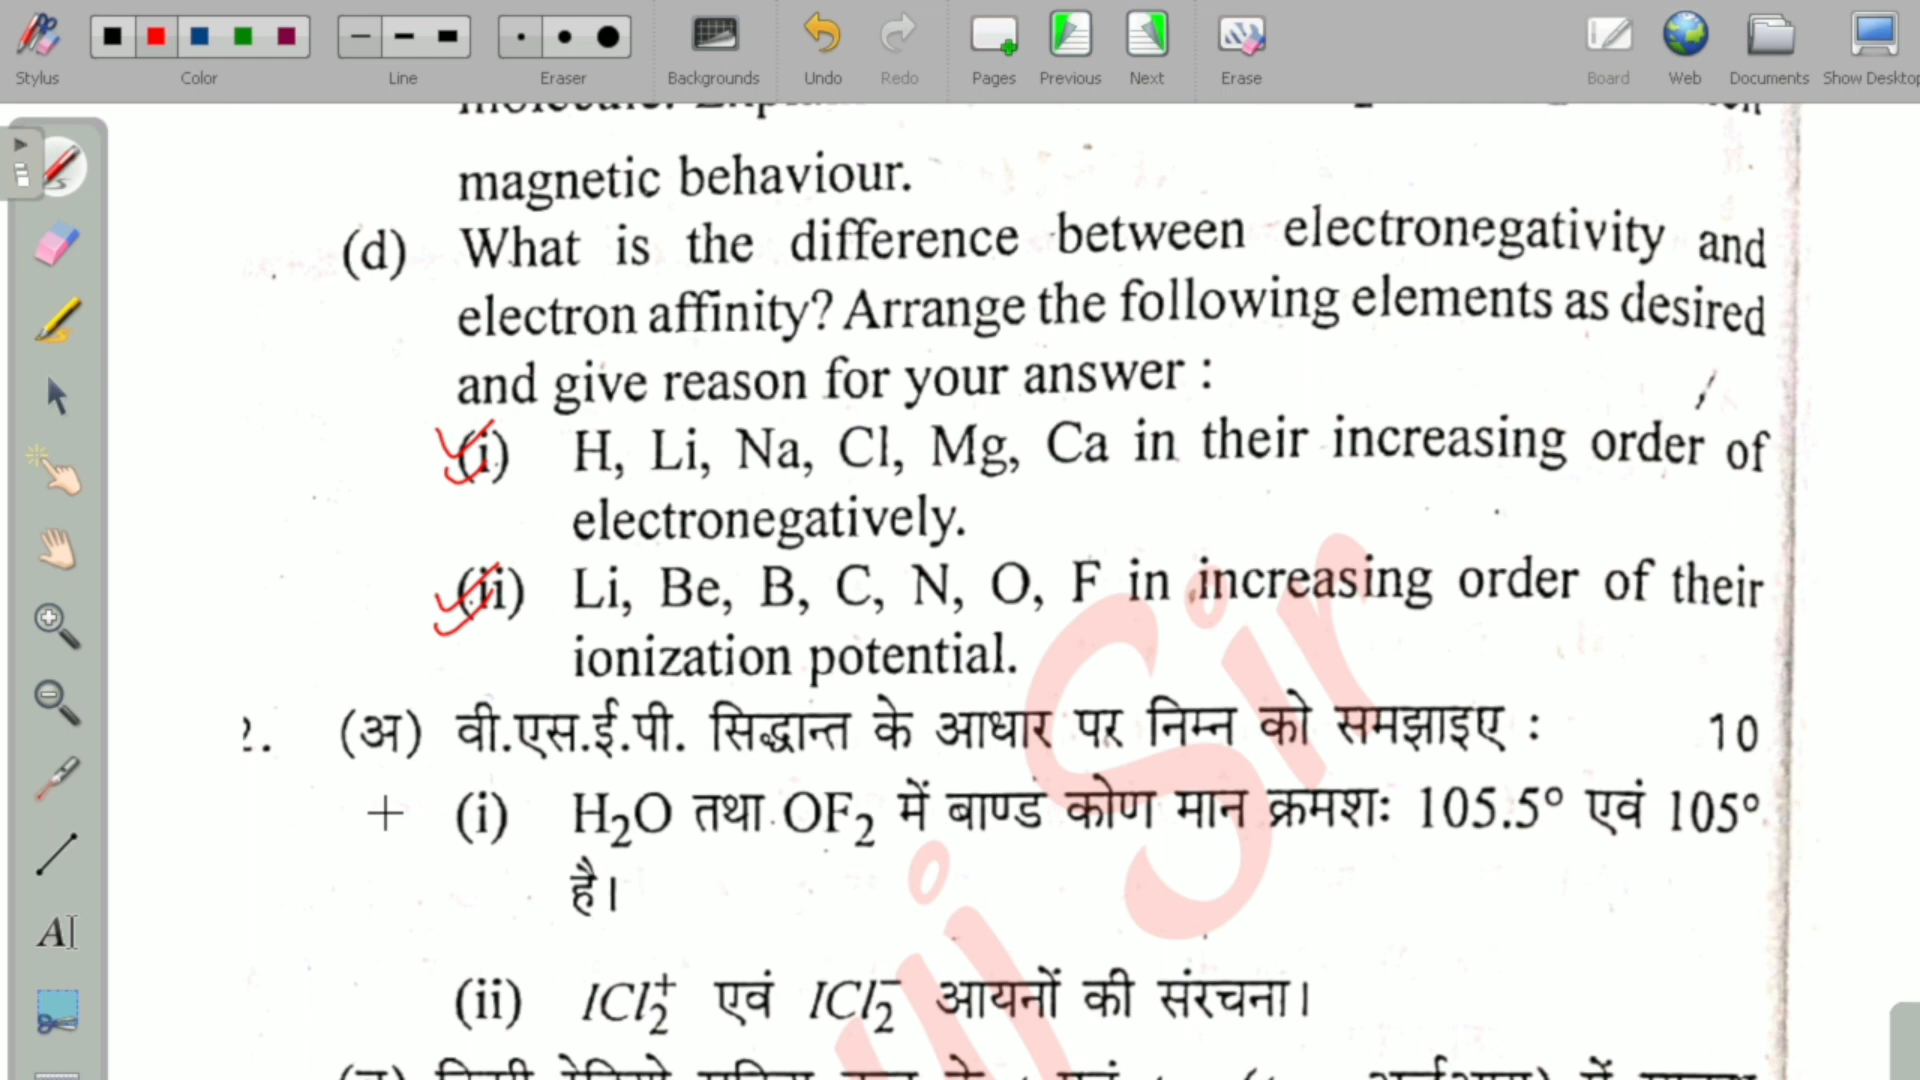 Stylus Color Line Eraser Backgrounds Undo Redo Pages Previous Next Erase Board Web Documents Show Desktop
magnetic behaviour.
(d) What is the difference between electronegativity and
electron affinity? Arrange the following elements as desired
and give reason for your answer :
(i) H, Li, Na, Cl, Mg, Ca in their increasing order of
electronegatively.
(ii) Li, Be, B, C, N, O, F in increasing order of their
ionization potential.
2. (अ) वी.एस.ई.पी. सिद्धान्त के आधार पर निम्न को समझाइए : 10
(i) H₂O तथा OF₂ में बाण्ड कोण मान क्रमशः 105.5° एवं 105°
है।
(ii) ICl₂⁺ एवं ICl₂⁻ आयनों की संरचना।
Sir